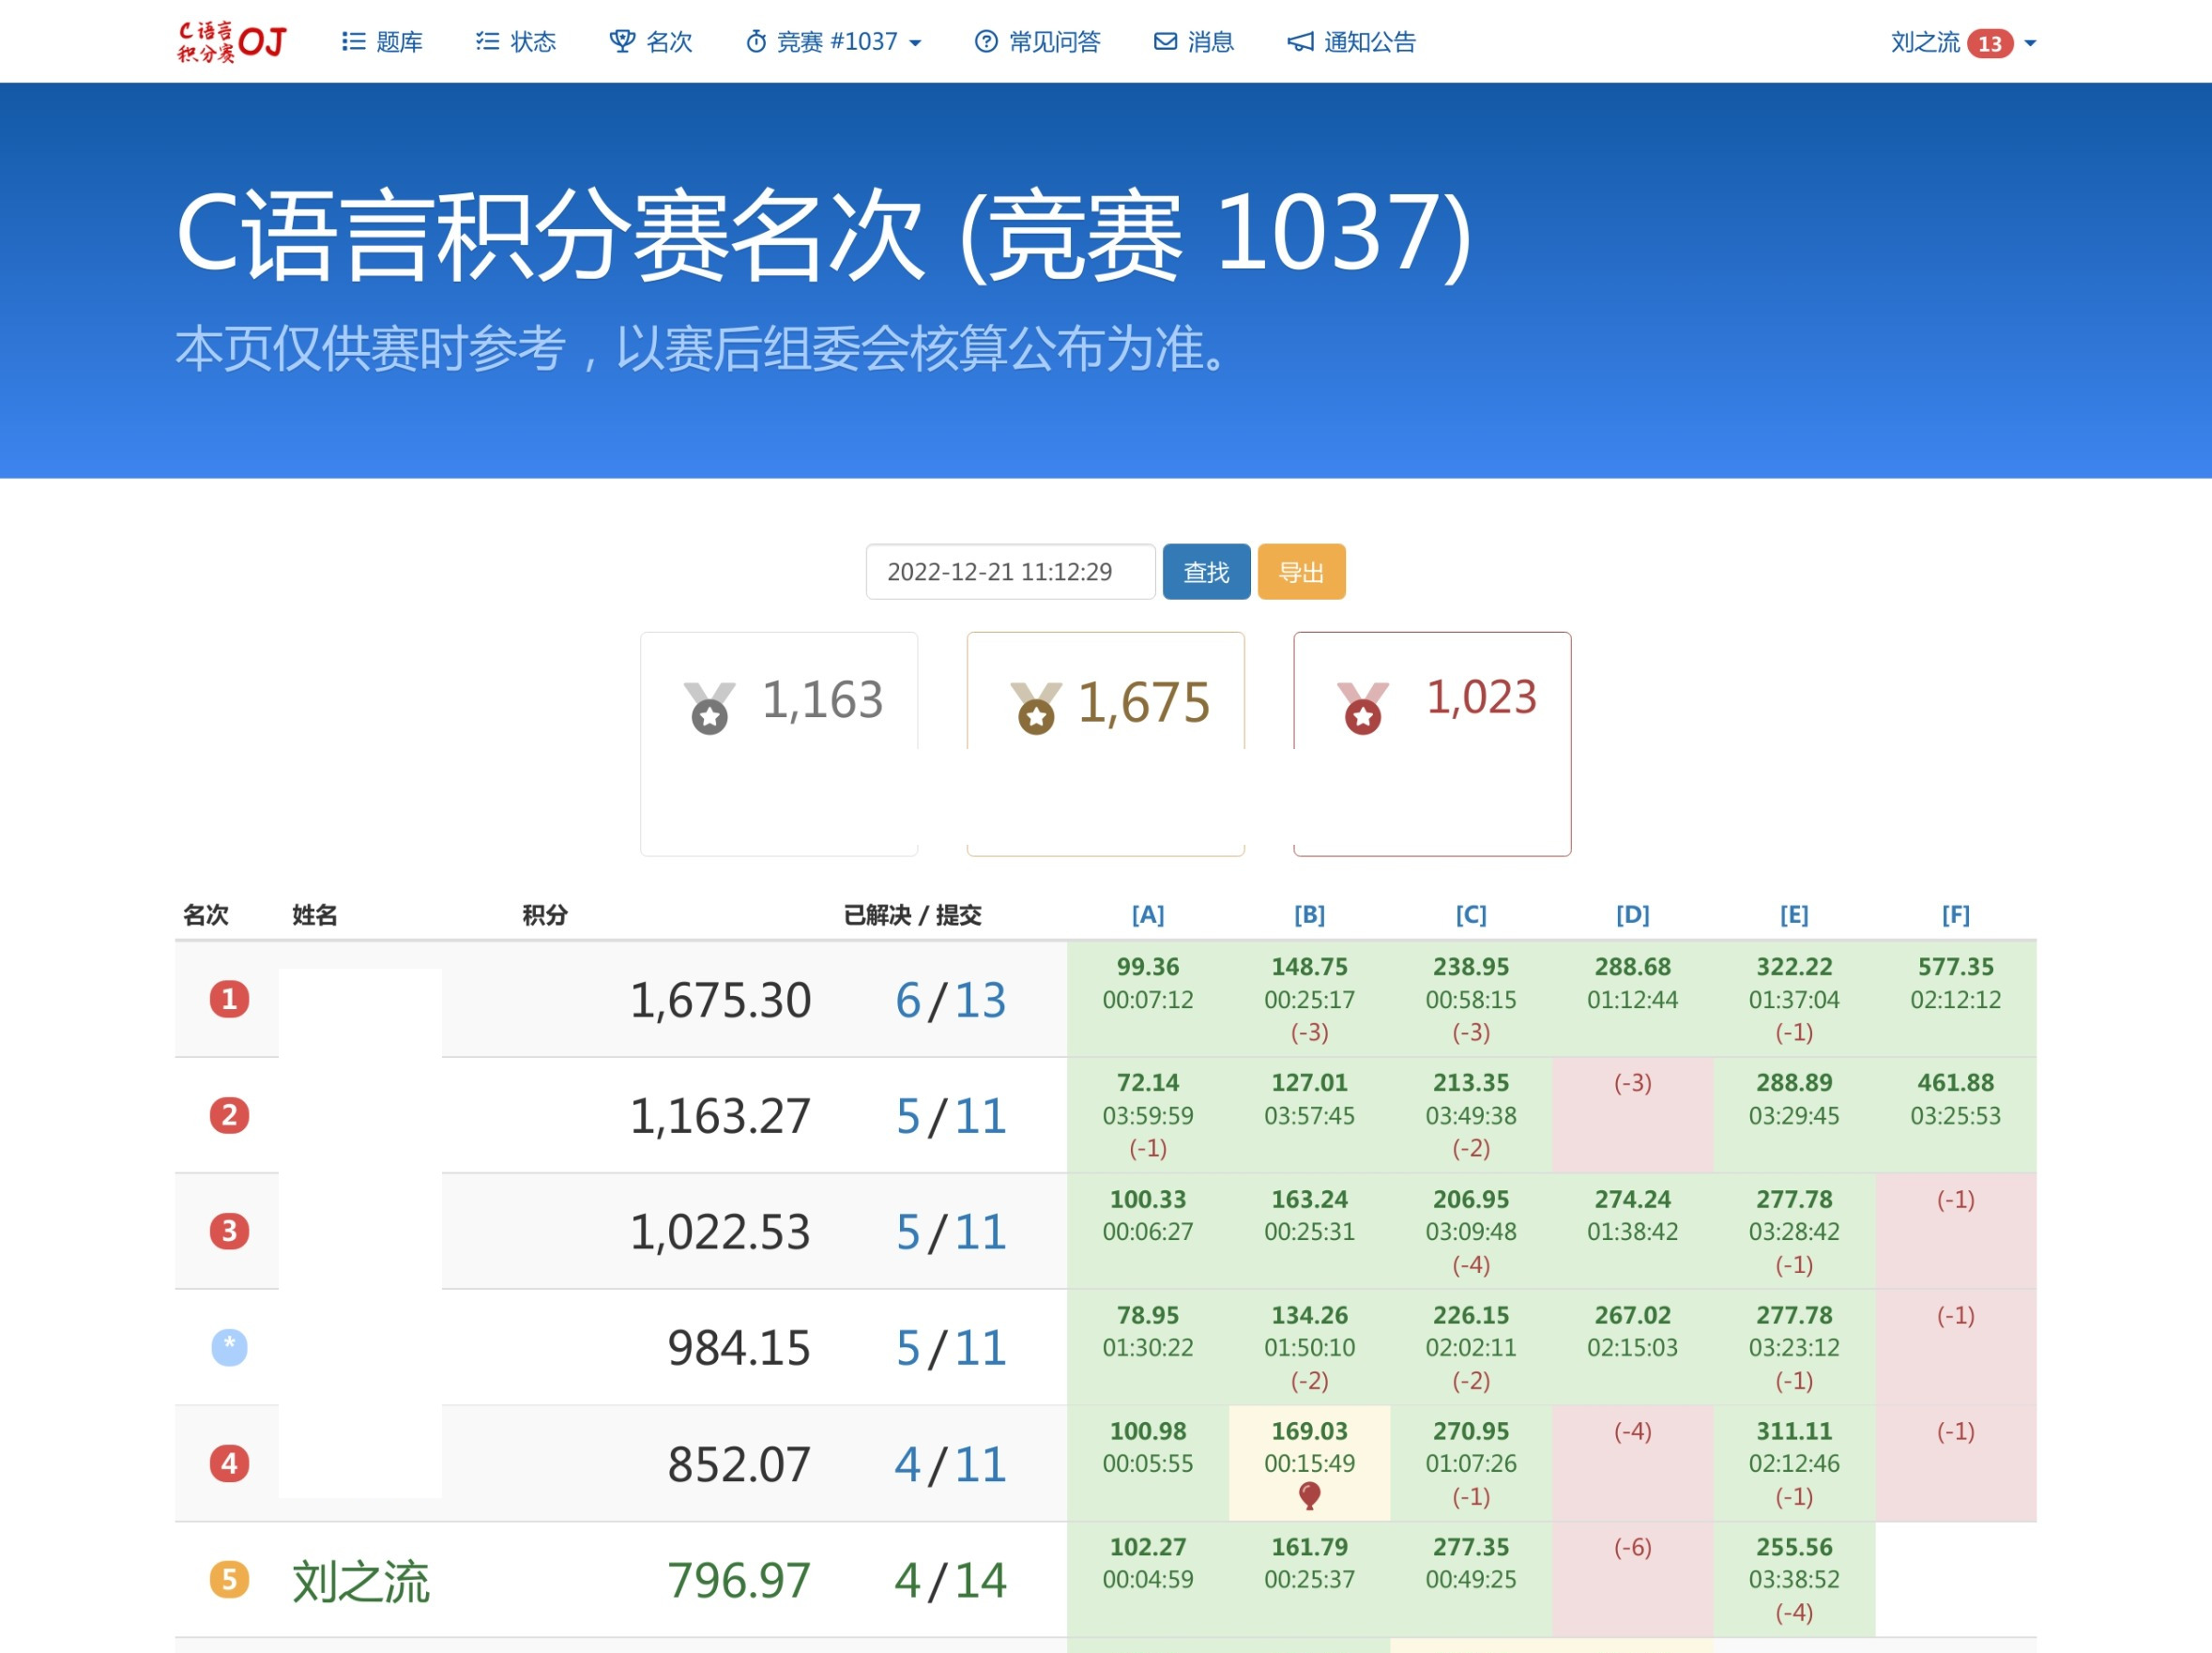 C语言积分赛OJ 题库 状态 名次 竞赛 #1037 常见问答 消息 通知公告 刘之流 13
C语言积分赛名次 (竞赛 1037)
本页仅供赛时参考，以赛后组委会核算公布为准。
2022-12-21 11:12:29 查找 导出
1,163 1,675 1,023
名次 姓名 积分 已解决 / 提交 [A] [B] [C] [D] [E] [F]
1 1,675.30 6/13 99.36 148.75 238.95 288.68 322.22 577.35
00:07:12 00:25:17 00:58:15 01:12:44 01:37:04 02:12:12
(-3) (-3) (-1)
2 1,163.27 5/11 72.14 127.01 213.35 (-3) 288.89 461.88
03:59:59 03:57:45 03:49:38 03:29:45 03:25:53
(-1) (-2)
3 1,022.53 5/11 100.33 163.24 206.95 274.24 277.78 (-1)
00:06:27 00:25:31 03:09:48 01:38:42 03:28:42
(-4) (-1)
* 984.15 5/11 78.95 134.26 226.15 267.02 277.78 (-1)
01:30:22 01:50:10 02:02:11 02:15:03 03:23:12
(-2) (-2) (-1)
4 852.07 4/11 100.98 169.03 270.95 (-4) 311.11 (-1)
00:05:55 00:15:49 01:07:26 02:12:46
(-1) (-1)
5 刘之流 796.97 4/14 102.27 161.79 277.35 (-6) 255.56
00:04:59 00:25:37 00:49:25 03:38:52
(-4)